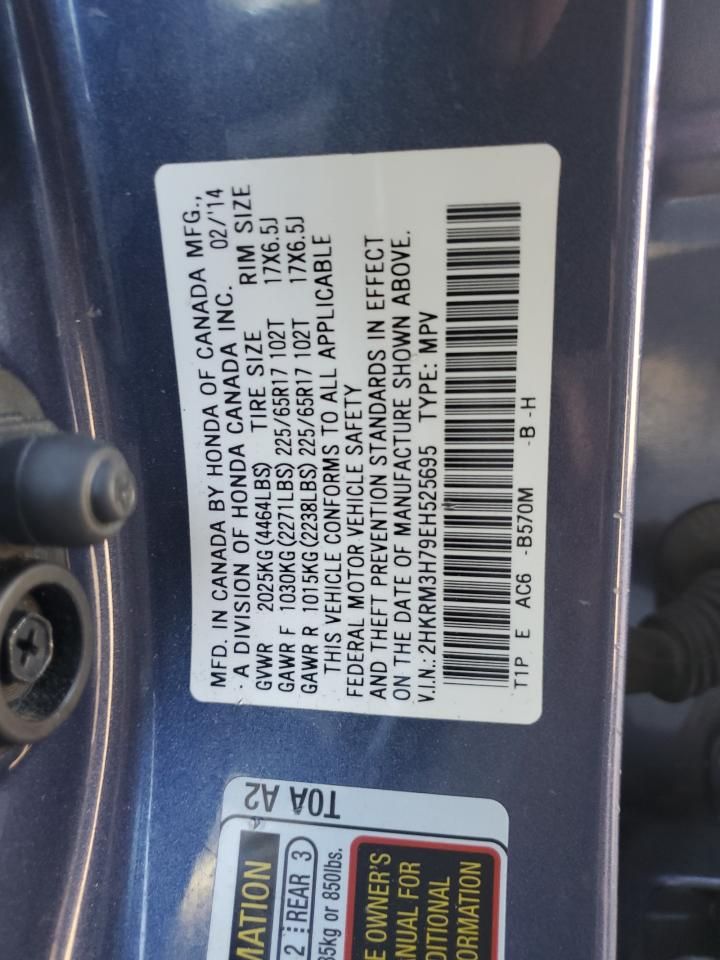 MFD. IN CANADA BY HONDA OF CANADA MFG.,
A DIVISION OF HONDA CANADA INC. 02/'14
GVWR 2025KG(4464LBS) TIRE SIZE RIM SIZE
GAWR F 1030KG(2271LBS) 225/65R17 102T 17X6.5J
GAWR R 1015KG(2238LBS) 225/65R17 102T 17X6.5J
THIS VEHICLE CONFORMS TO ALL APPLICABLE
FEDERAL MOTOR VEHICLE SAFETY
AND THEFT PREVENTION STANDARDS IN EFFECT
ON THE DATE OF MANUFACTURE SHOWN ABOVE.
V.I.N.: 2HKRM3H79EH525695 TYPE: MPV
T1P E AC6 -B570M -B -H
T0A A2
2 REAR 3
or 850lbs.
OWNER'S
FOR